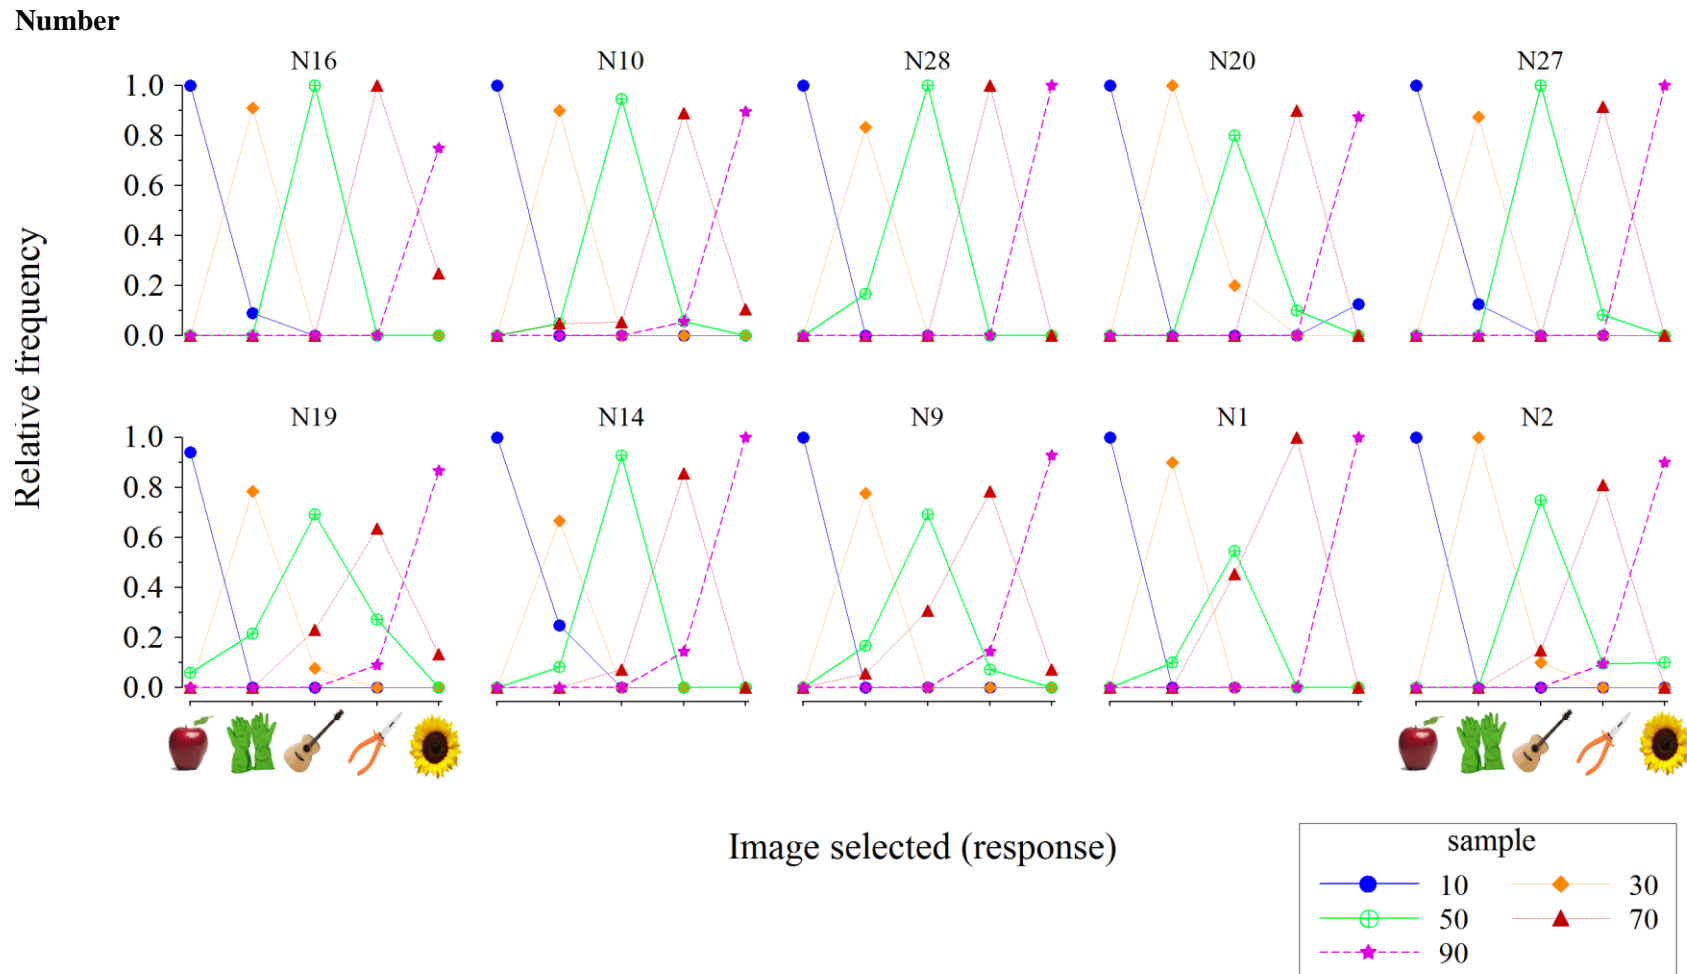 Number
N16 N10 N28 N20 N27
1.0
0.8
0.6
0.4
0.2
0.0
Relative frequency
N19 N14 N9 N1 N2
1.0
0.8
0.6
0.4
0.2
0.0
Image selected (response)
sample
10 30
50 70
90